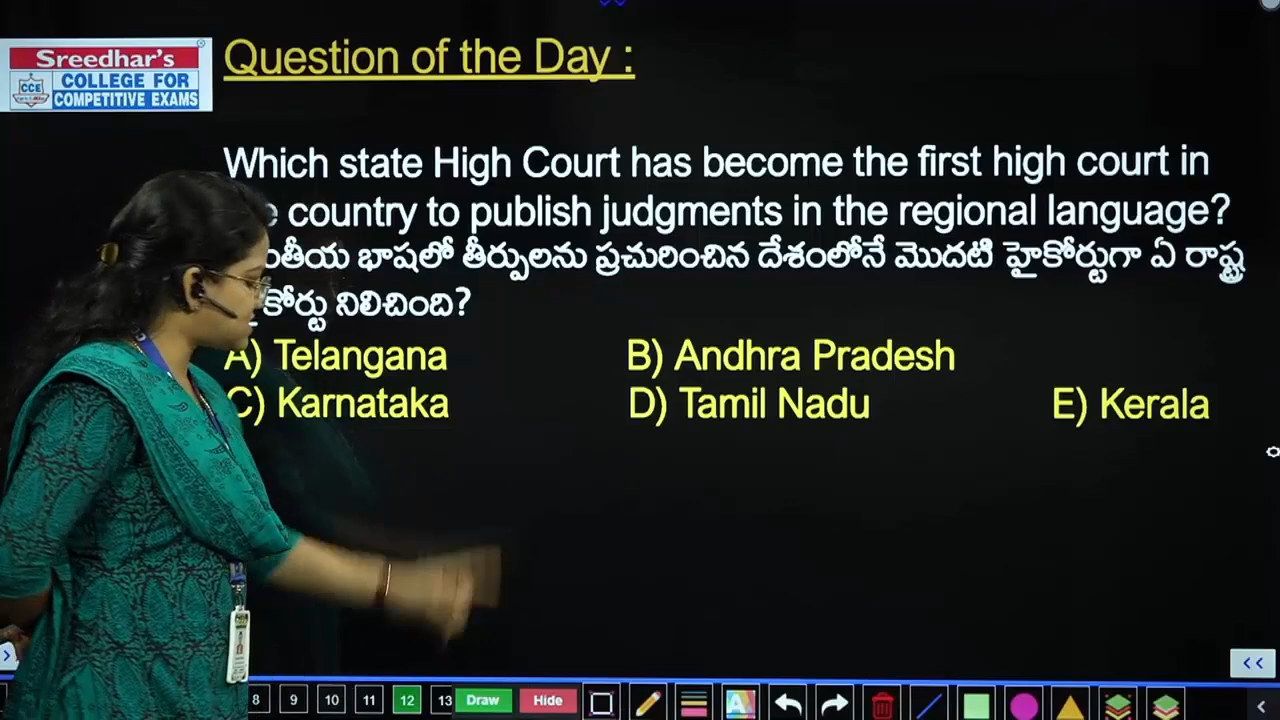 Sreedhar's
CCE
COLLEGE FOR
COMPETITIVE EXAMS
Question of the Day :
Which state High Court has become the first high court in
country to publish judgments in the regional language?
భాషలో తీర్పులను ప్రచురించిన దేశంలోనే మొదటి హైకోర్టుగా ఏ రాష్ట్ర
నిలిచింది?
A) Telangana B) Andhra Pradesh
C) Karnataka D) Tamil Nadu E) Kerala
8 9 10 11 12 13 Draw Hide